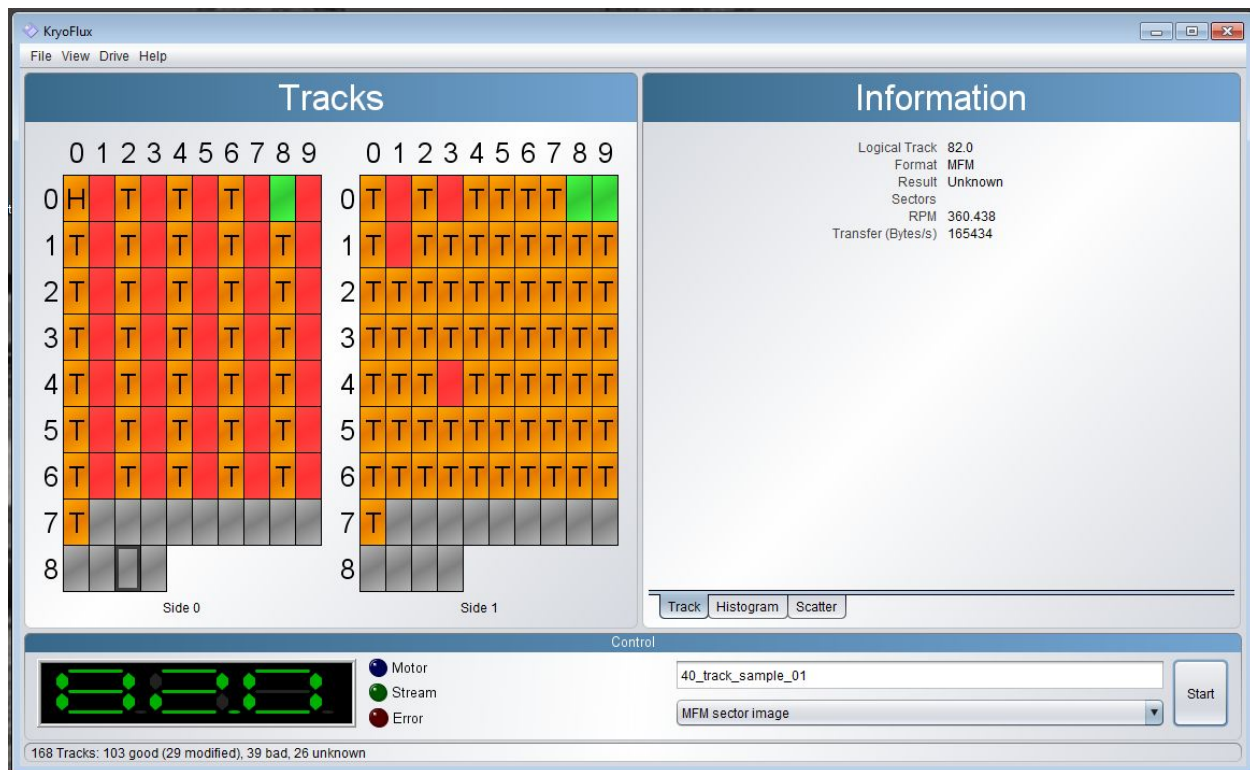 KryoFlux
File View Drive Help
Tracks
0 1 2 3 4 5 6 7 8 9
0 H T T T
1 T T T T T
2 T T T T T
3 T T T T T
4 T T T T T
5 T T T T T
6 T T T T T
7 T
8
Side 0
0 1 2 3 4 5 6 7 8 9
0 T T T T T T
1 T T T T T T T T T
2 T T T T T T T T T T
3 T T T T T T T T T T
4 T T T T T T T T T
5 T T T T T T T T T T
6 T T T T T T T T T T
7 T
8
Side 1
Information
Logical Track 82.0
Format MFM
Result Unknown
Sectors
RPM 360.438
Transfer (Bytes/s) 165434
Track Histogram Scatter
Control
82.0
Motor
Stream
Error
40_track_sample_01
MFM sector image
Start
168 Tracks: 103 good (29 modified), 39 bad, 26 unknown